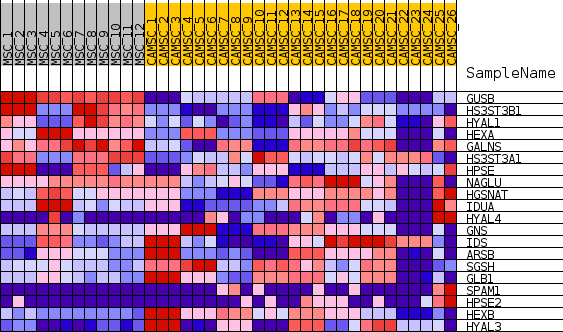 MSC_1
MSC_2
MSC_3
MSC_4
MSC_5
MSC_6
MSC_7
MSC_8
MSC_9
MSC_10
MSC_11
MSC_12
CAMSC_1
CAMSC_2
CAMSC_3
CAMSC_4
CAMSC_5
CAMSC_6
CAMSC_7
CAMSC_8
CAMSC_9
CAMSC_10
CAMSC_11
CAMSC_12
CAMSC_13
CAMSC_14
CAMSC_15
CAMSC_16
CAMSC_17
CAMSC_18
CAMSC_19
CAMSC_20
CAMSC_21
CAMSC_22
CAMSC_23
CAMSC_24
CAMSC_25
CAMSC_26
SampleName
GUSB
HS3ST3B1
HYAL1
HEXA
GALNS
HS3ST3A1
HPSE
NAGLU
HGSNAT
IDUA
HYAL4
GNS
IDS
ARSB
SGSH
GLB1
SPAM1
HPSE2
HEXB
HYAL3